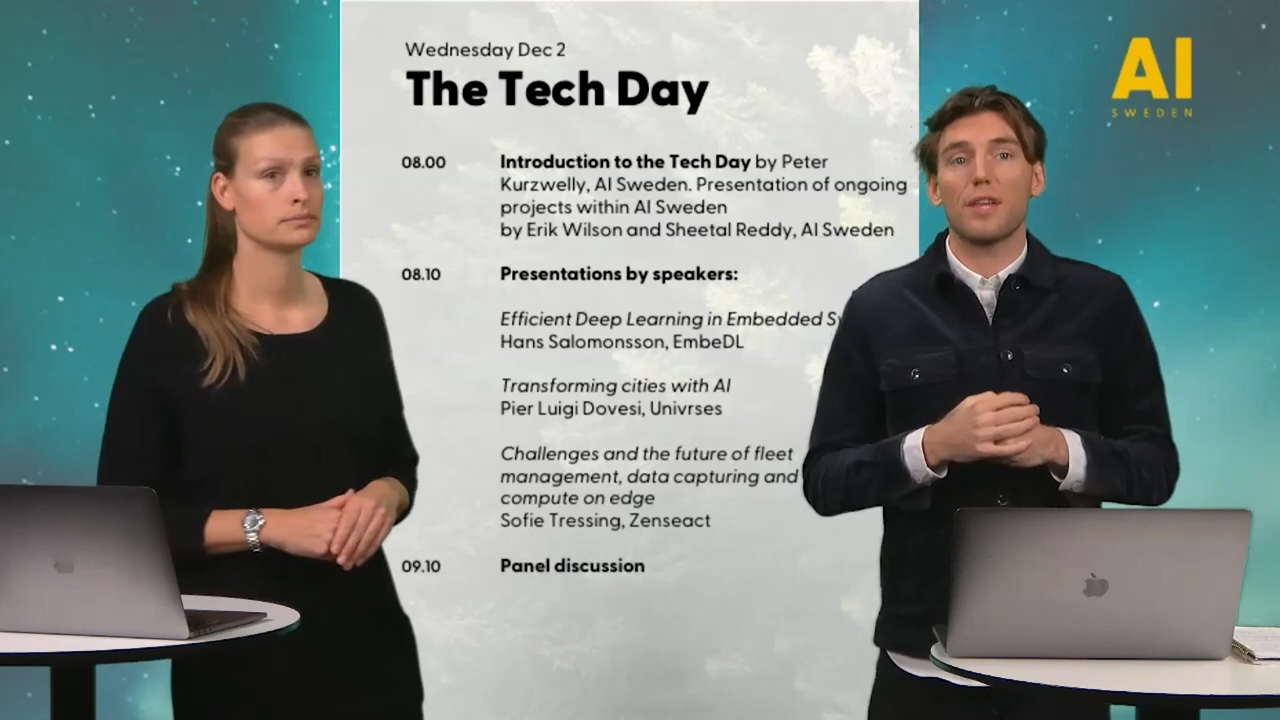 Wednesday Dec 2
The Tech Day
AI
SWEDEN
08.00 Introduction to the Tech Day by Peter
Kurzwelly, AI Sweden. Presentation of ongoing
projects within AI Sweden
by Erik Wilson and Sheetal Reddy, AI Sweden
08.10 Presentations by speakers:
Efficient Deep Learning in Embedded
Hans Salomonsson, EmbeDL
Transforming cities with AI
Pier Luigi Dovesi, Univrses
Challenges and the future of fleet
management, data capturing and
compute on edge
Sofie Tressing, Zenseact
09.10 Panel discussion